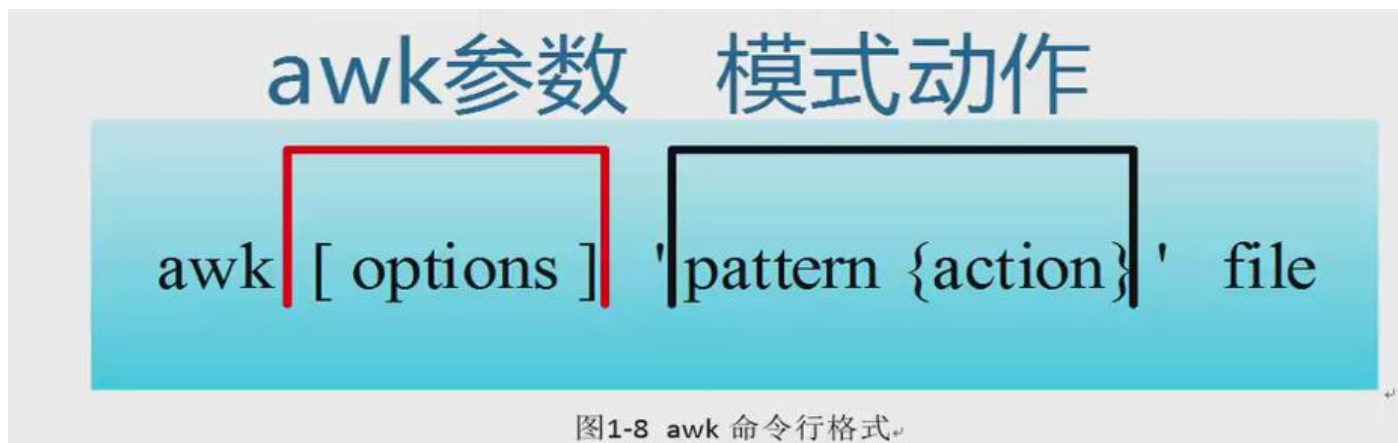 awk参数 模式动作
awk [ options ] 'pattern {action} ' file
图1-8 awk 命令行格式